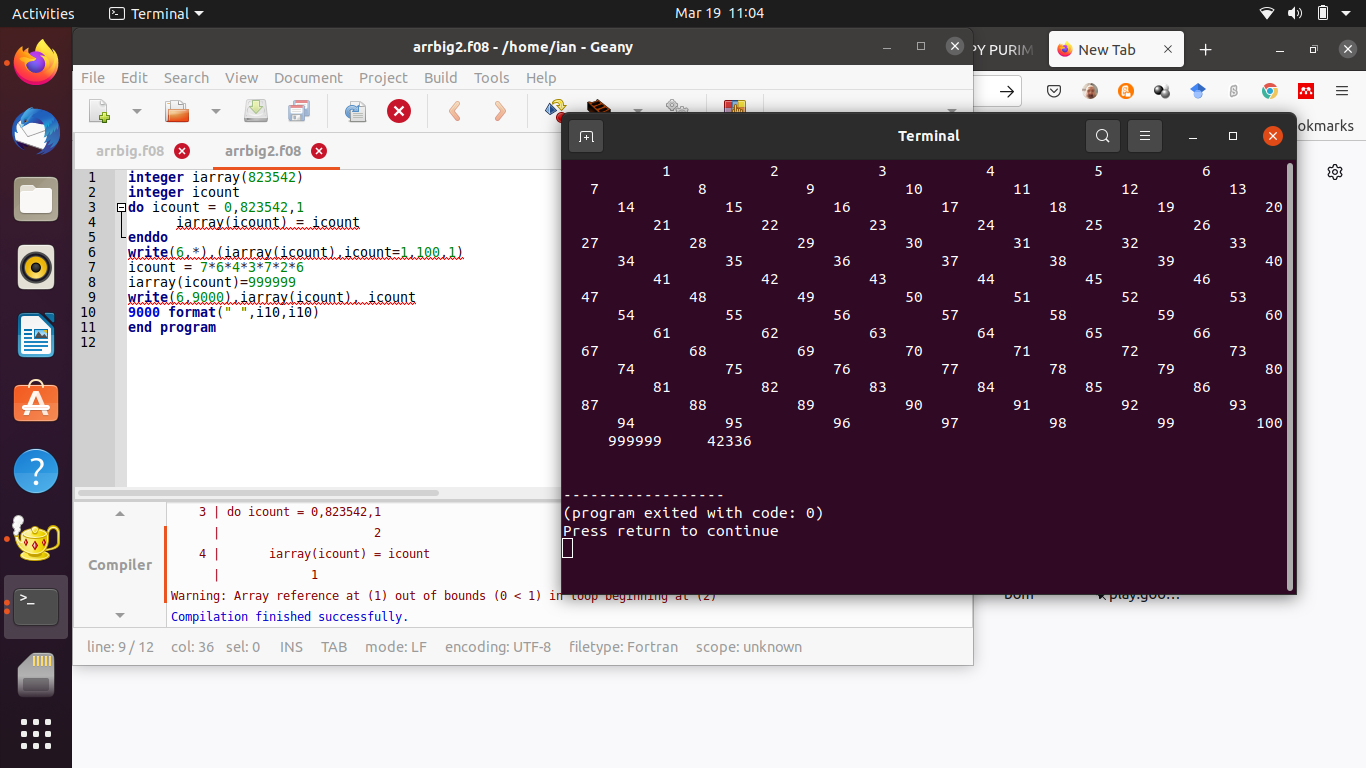 Activities Terminal Mar 19 11:04
arrbig2.f08 - /home/ian - Geany
PY PURIM New Tab
File Edit Search View Document Project Build Tools Help
okmarks
arrbig.f08 arrbig2.f08
1 integer iarray(823542)
2 integer icount
3 do icount = 0,823542,1
4 iarray(icount) = icount
5 enddo
6 write(6,*),(iarray(icount),icount=1,100,1)
7 icount = 7*6*4*3*7*2*6
8 iarray(icount)=999999
9 write(6,9000),iarray(icount), icount
10 9000 format(" ",i10,i10)
11 end program
12
Terminal
1 2 3 4 5 6
7 8 9 10 11 12 13
14 15 16 17 18 19 20
21 22 23 24 25 26
27 28 29 30 31 32 33
34 35 36 37 38 39 40
41 42 43 44 45 46
47 48 49 50 51 52 53
54 55 56 57 58 59 60
61 62 63 64 65 66
67 68 69 70 71 72 73
74 75 76 77 78 79 80
81 82 83 84 85 86
87 88 89 90 91 92 93
94 95 96 97 98 99 100
999999 42336
------------------
(program exited with code: 0)
Press return to continue
Compiler
3 | do icount = 0,823542,1
| 2
4 | iarray(icount) = icount
| 1
Warning: Array reference at (1) out of bounds (0 < 1) in loop beginning at (2)
Compilation finished successfully.
line: 9 / 12 col: 36 sel: 0 INS TAB mode: LF encoding: UTF-8 filetype: Fortran scope: unknown
play.goo...